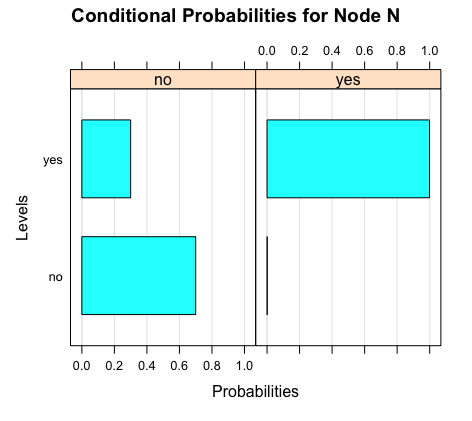 Conditional Probabilities for Node N
0.0 0.2 0.4 0.6 0.8 1.0
no yes
yes
no
Levels
0.0 0.2 0.4 0.6 0.8 1.0
Probabilities